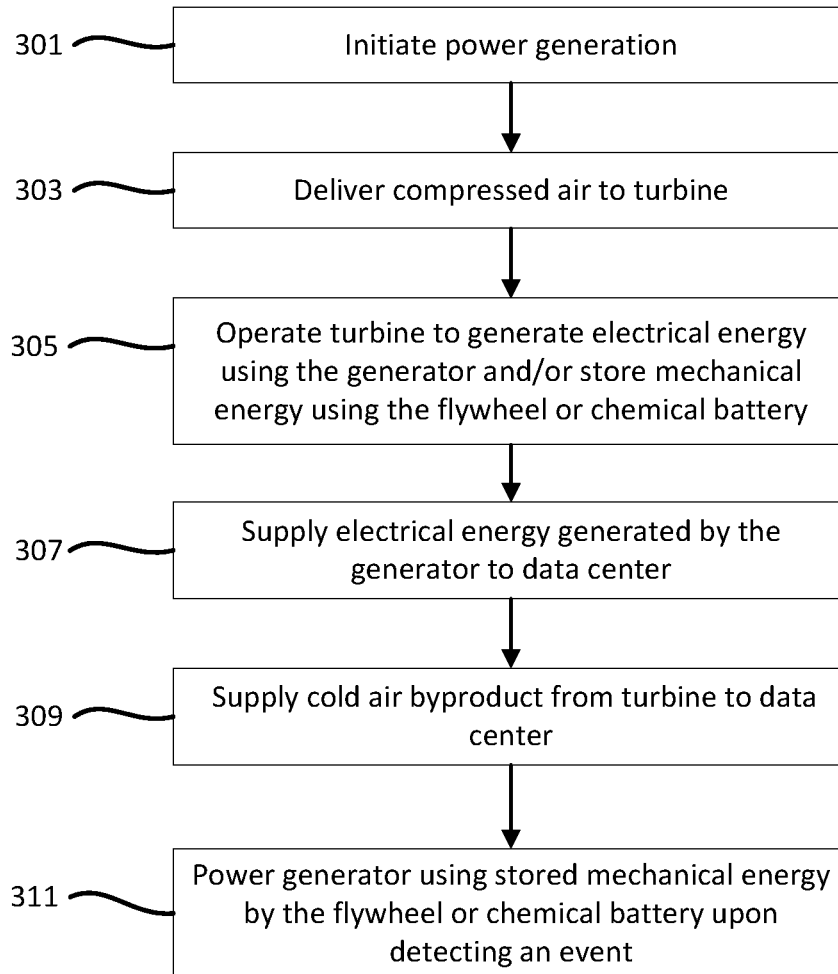 301
Initiate power generation
303
Deliver compressed air to turbine
305
Operate turbine to generate electrical energy
using the generator and/or store mechanical
energy using the flywheel or chemical battery
307
Supply electrical energy generated by the
generator to data center
309
Supply cold air byproduct from turbine to data
center
311
Power generator using stored mechanical energy
by the flywheel or chemical battery upon
detecting an event